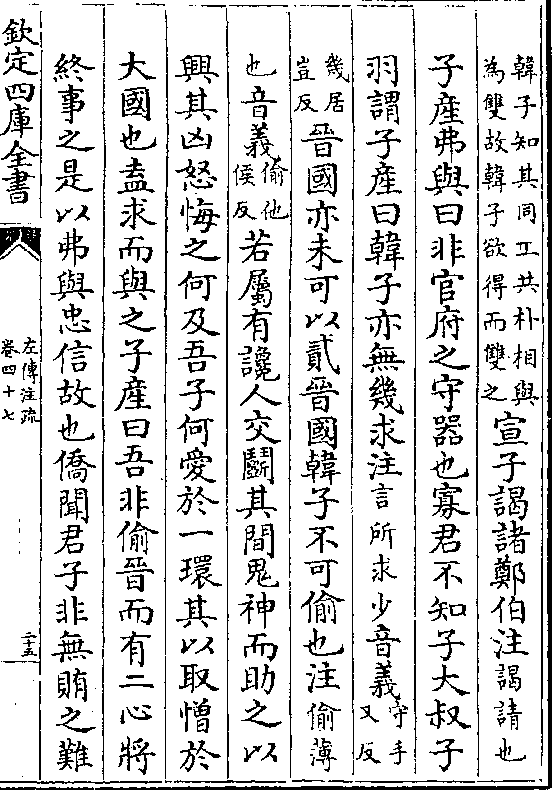 韓子知其同工共朴相與
為雙故韓子欲得而雙之
宣子謁諸鄭伯注謁請也
子產弗與曰非官府之守器也寡君不知子大叔子
羽謂子產曰韓子亦無幾求注言所求少音義守手又反
幾居豈反晉國亦未可以貳晉國韓子不可偷也注偷薄
也音義偷他侯反若屬有讒人交鬬其間鬼神而助之以
興其凶怒悔之何及吾子何愛於一環其以取憎於
大國也盍求而與之子產曰吾非偷晉而有二心將
終事之是以弗與忠信故也僑聞君子非無賄之難
欽定四庫全書
左傳注疏
卷四十七
二十五